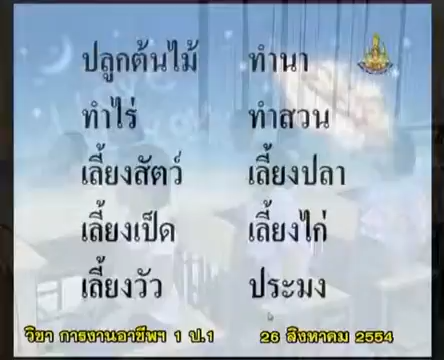 ปลูกต้นไม้ ทำนา
ทำไร่ ทำสวน
เลี้ยงสัตว์ เลี้ยงปลา
เลี้ยงเป็ด เลี้ยงไก่
เลี้ยงวัว ประมง
วิชา การงานอาชีพฯ 1 ป.1 26 สิงหาคม 2554